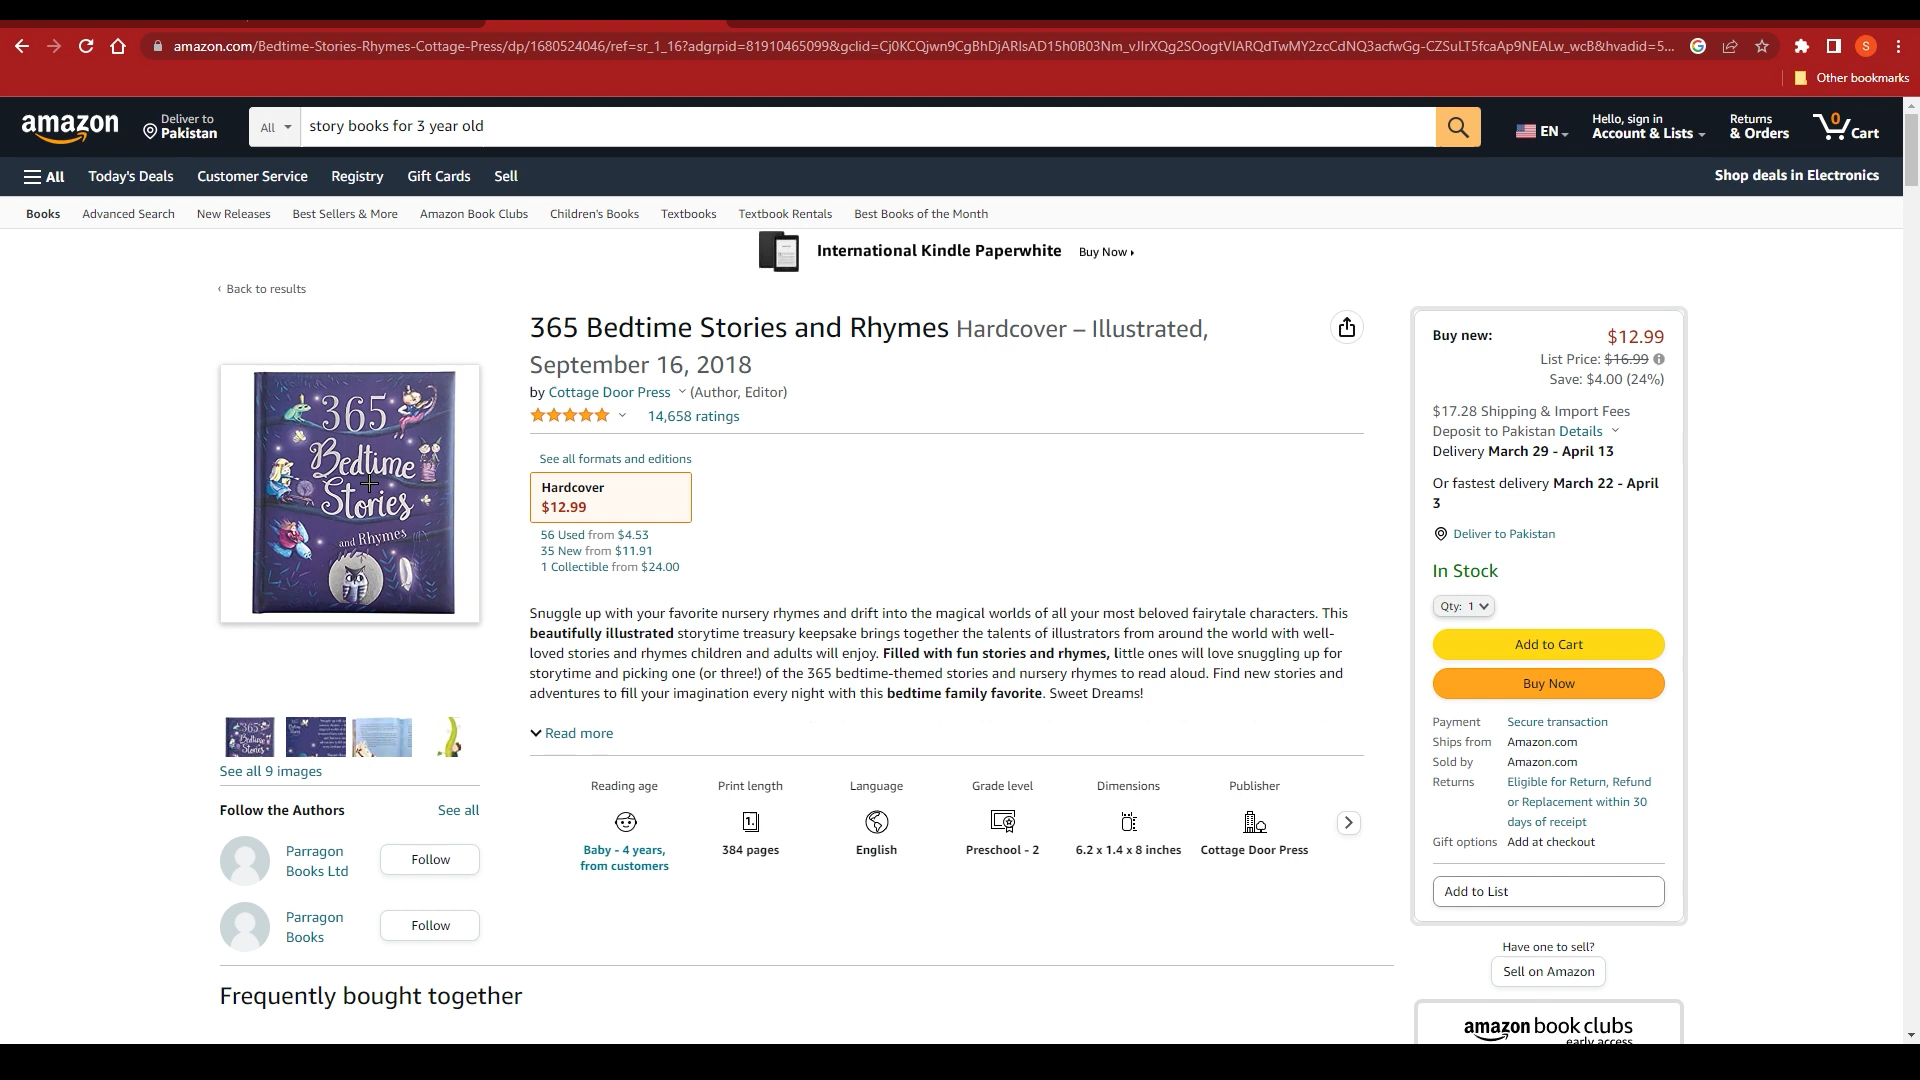 amazon.com/Bedtime-Stories-Rhymes-Cottage-Press/dp/1680524046/ref=sr_1_16?adgrpid=81910465099&gclid=Cj0KCQjwn9CgBhDjARIsAD15h0B03Nm_vJIrXQg2SOogtVIARQdTwMY2zcCdNQ3acfwGg-CZSuLT5fcaAp9NEALw_wcB&hvadid=5...
S
Other bookmarks
amazon
Deliver to
Pakistan
All
story books for 3 year old
EN
Hello, sign in
Account & Lists
Returns
& Orders
0
Cart
All
Today's Deals
Customer Service
Registry
Gift Cards
Sell
Shop deals in Electronics
Books
Advanced Search
New Releases
Best Sellers & More
Amazon Book Clubs
Children's Books
Textbooks
Textbook Rentals
Best Books of the Month
International Kindle Paperwhite
Buy Now
‹ Back to results
365
Bedtime
Stories
and Rhymes
See all 9 images
Follow the Authors
See all
Parragon
Books Ltd
Follow
Parragon
Books
Follow
365 Bedtime Stories and Rhymes Hardcover – Illustrated,
September 16, 2018
by Cottage Door Press (Author, Editor)
14,658 ratings
See all formats and editions
Hardcover
$12.99
56 Used from $4.53
35 New from $11.91
1 Collectible from $24.00
Snuggle up with your favorite nursery rhymes and drift into the magical worlds of all your most beloved fairytale characters. This
beautifully illustrated storytime treasury keepsake brings together the talents of illustrators from around the world with well-
loved stories and rhymes children and adults will enjoy. Filled with fun stories and rhymes, little ones will love snuggling up for
storytime and picking one (or three!) of the 365 bedtime-themed stories and nursery rhymes to read aloud. Find new stories and
adventures to fill your imagination every night with this bedtime family favorite. Sweet Dreams!
Read more
Reading age
Baby - 4 years,
from customers
Print length
384 pages
Language
English
Grade level
Preschool - 2
Dimensions
6.2 x 1.4 x 8 inches
Publisher
Cottage Door Press
Buy new:
$12.99
List Price: $16.99
Save: $4.00 (24%)
$17.28 Shipping & Import Fees
Deposit to Pakistan Details
Delivery March 29 - April 13
Or fastest delivery March 22 - April
3
Deliver to Pakistan
In Stock
Qty: 1
Add to Cart
Buy Now
Payment Secure transaction
Ships from Amazon.com
Sold by Amazon.com
Returns Eligible for Return, Refund
or Replacement within 30
days of receipt
Gift options Add at checkout
Add to List
Have one to sell?
Sell on Amazon
amazon book clubs
early access
Frequently bought together